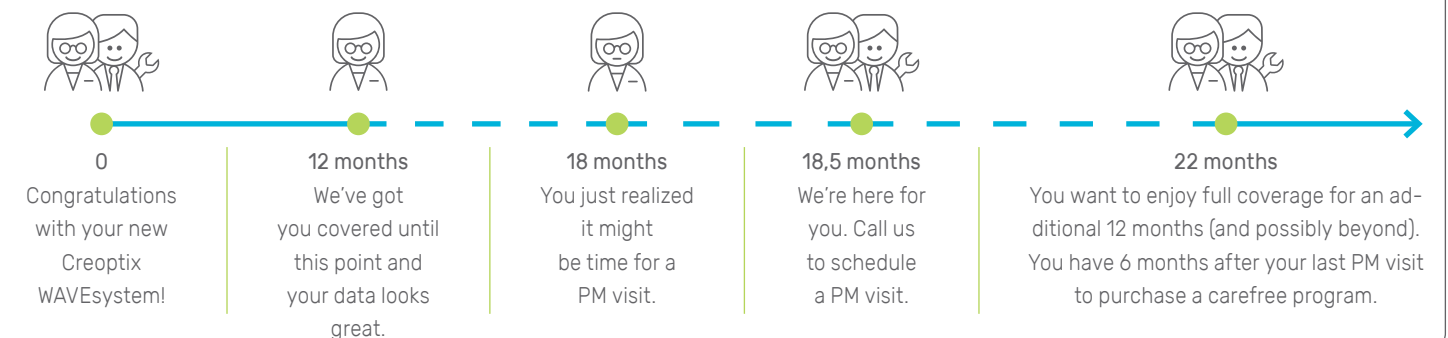 0
Congratulations
with your new
Creoptix
WAVEsystem!
12 months
We've got
you covered until
this point and
your data looks
great.
18 months
You just realized
it might
be time for a
PM visit.
18,5 months
We're here for
you. Call us
to schedule
a PM visit.
22 months
You want to enjoy full coverage for an ad-
ditional 12 months (and possibly beyond).
You have 6 months after your last PM visit
to purchase a carefree program.